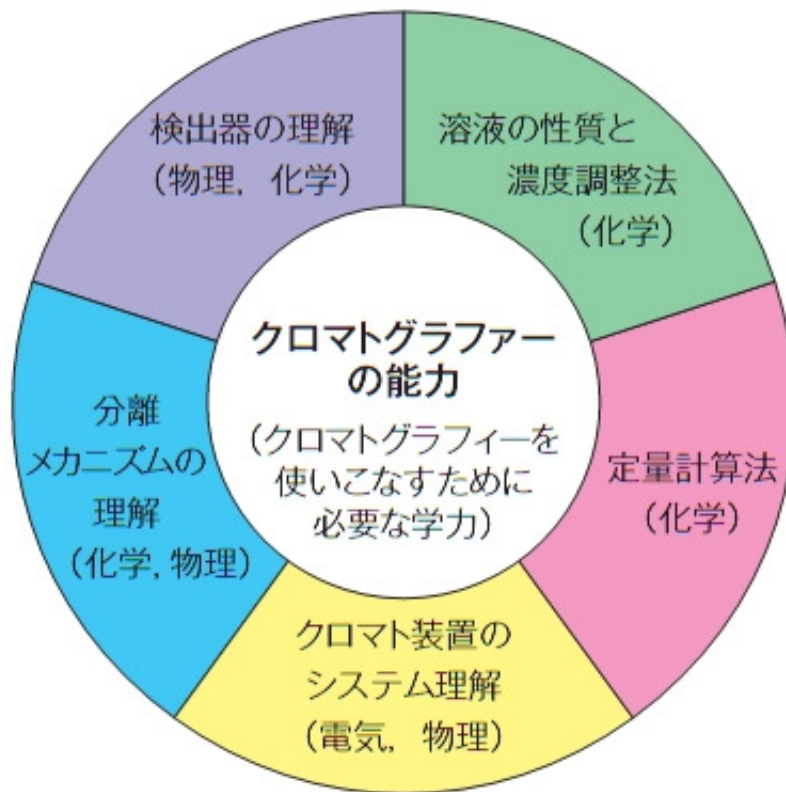 検出器の理解
（物理，化学）
溶液の性質と
濃度調整法
（化学）
クロマトグラファー
の能力
（クロマトグラフィーを
使いこなすために
必要な学力）
定量計算法
（化学）
クロマト装置の
システム理解
（電気，物理）
分離
メカニズムの
理解
（化学，物理）